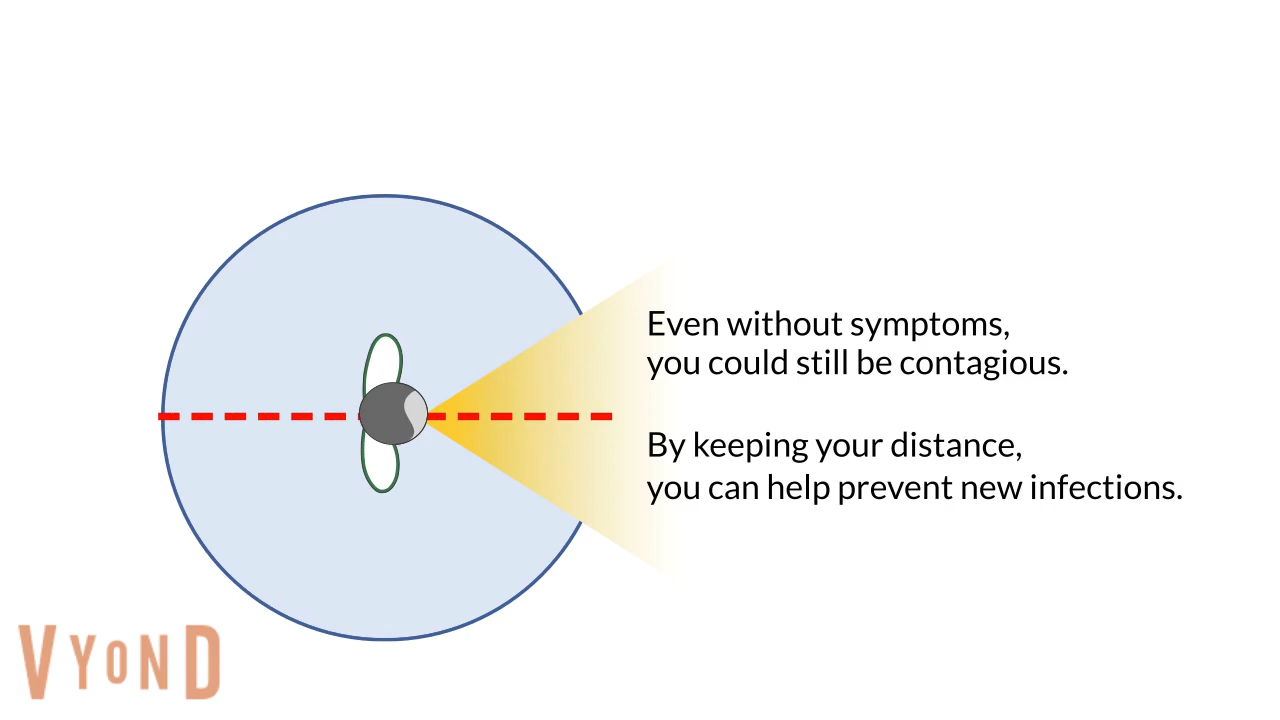 Even without symptoms,
you could still be contagious.
By keeping your distance,
you can help prevent new infections.
VYOND